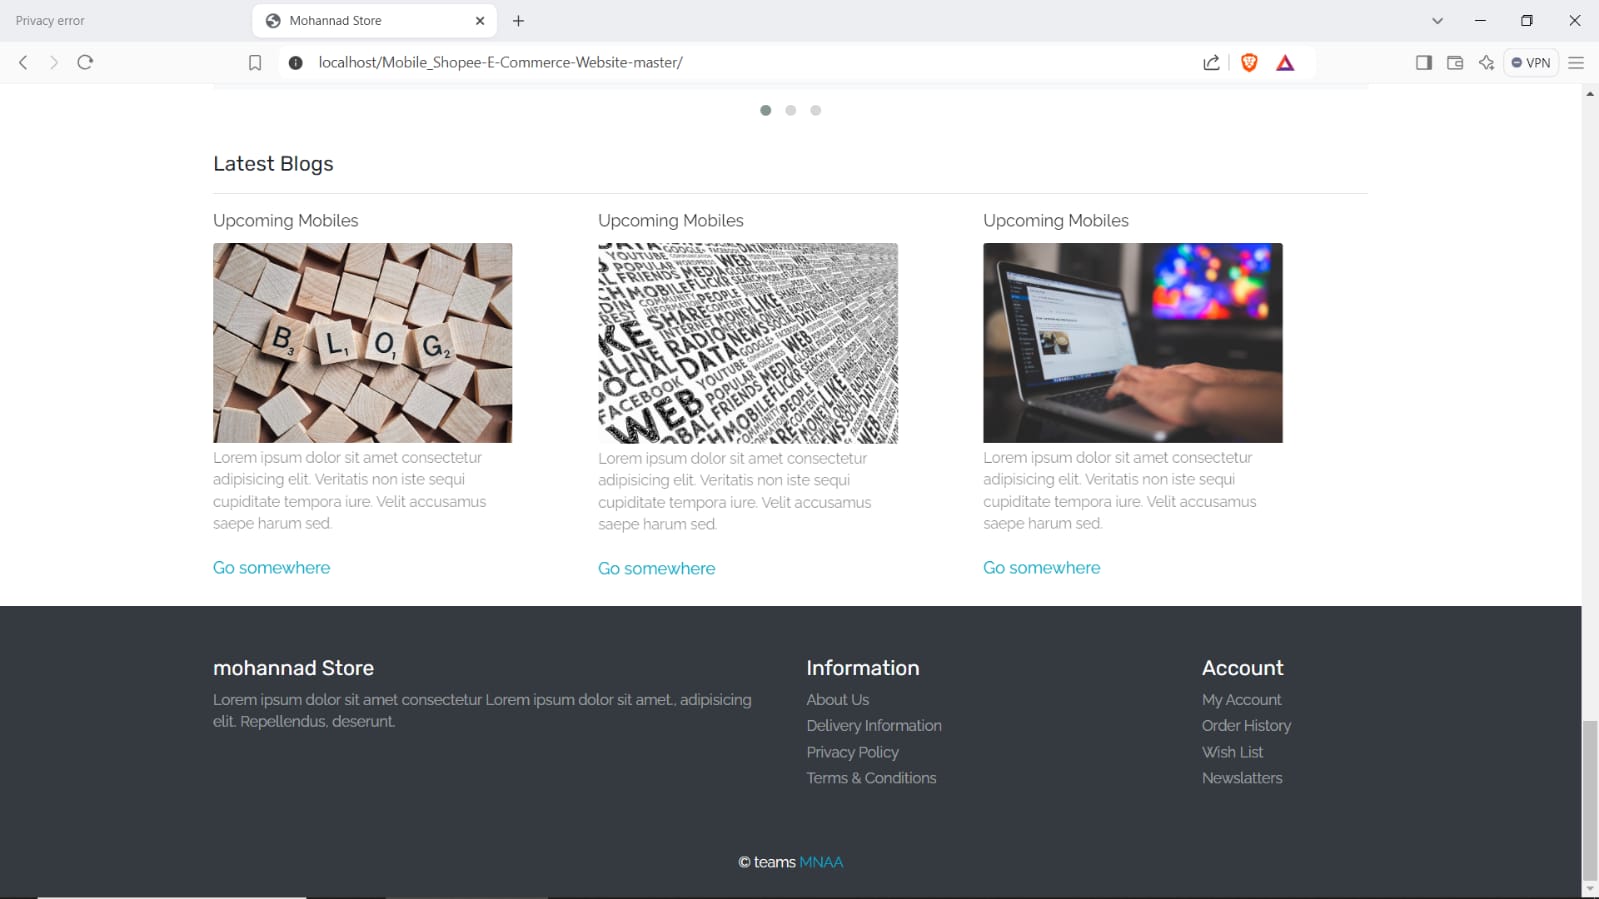 Privacy error
Mohannad Store
localhost/Mobile_Shopee-E-Commerce-Website-master/
VPN
Latest Blogs
Upcoming Mobiles
Upcoming Mobiles
Upcoming Mobiles
B3 L1 O1 G2
Lorem ipsum dolor sit amet consectetur
adipisicing elit. Veritatis non iste sequi
cupiditate tempora iure. Velit accusamus
saepe harum sed.
Go somewhere
Lorem ipsum dolor sit amet consectetur
adipisicing elit. Veritatis non iste sequi
cupiditate tempora iure. Velit accusamus
saepe harum sed.
Go somewhere
Lorem ipsum dolor sit amet consectetur
adipisicing elit. Veritatis non iste sequi
cupiditate tempora iure. Velit accusamus
saepe harum sed.
Go somewhere
mohannad Store
Lorem ipsum dolor sit amet consectetur Lorem ipsum dolor sit amet., adipisicing
elit. Repellendus, deserunt.
Information
About Us
Delivery Information
Privacy Policy
Terms & Conditions
Account
My Account
Order History
Wish List
Newslatters
© teams MNAA